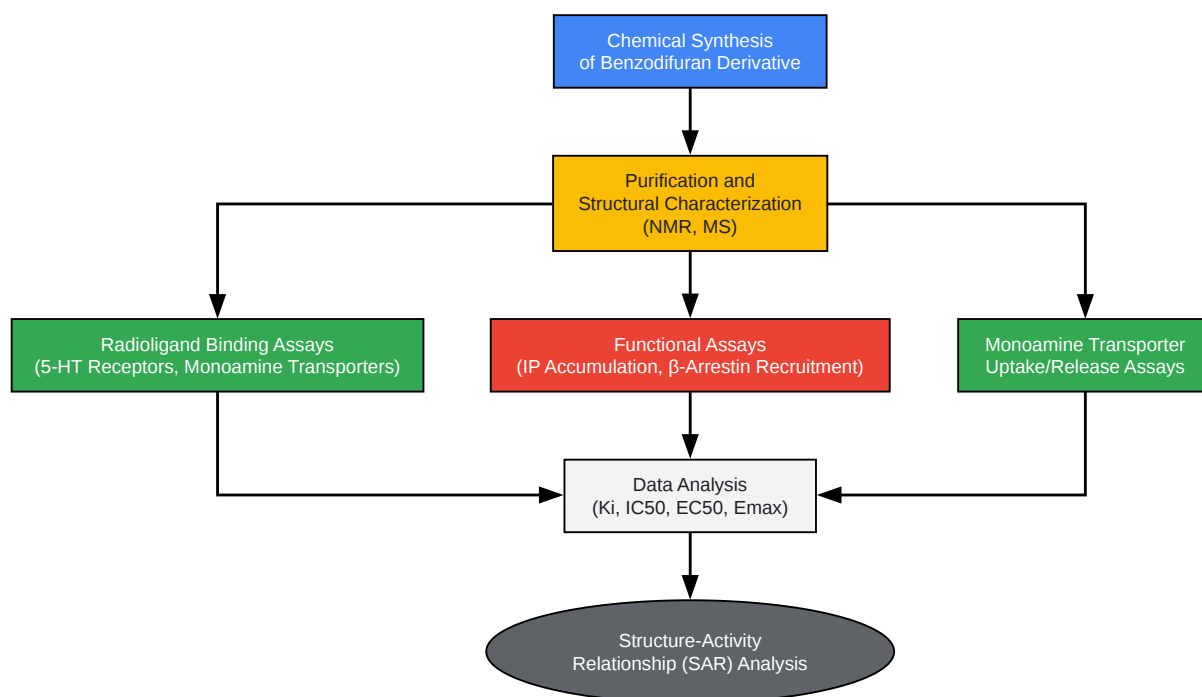 Chemical Synthesis
of Benzodifuran Derivative
Purification and
Structural Characterization
(NMR, MS)
Radioligand Binding Assays
(5-HT Receptors, Monoamine Transporters)
Functional Assays
(IP Accumulation, β-Arrestin Recruitment)
Monoamine Transporter
Uptake/Release Assays
Data Analysis
(Ki, IC50, EC50, Emax)
Structure-Activity
Relationship (SAR) Analysis